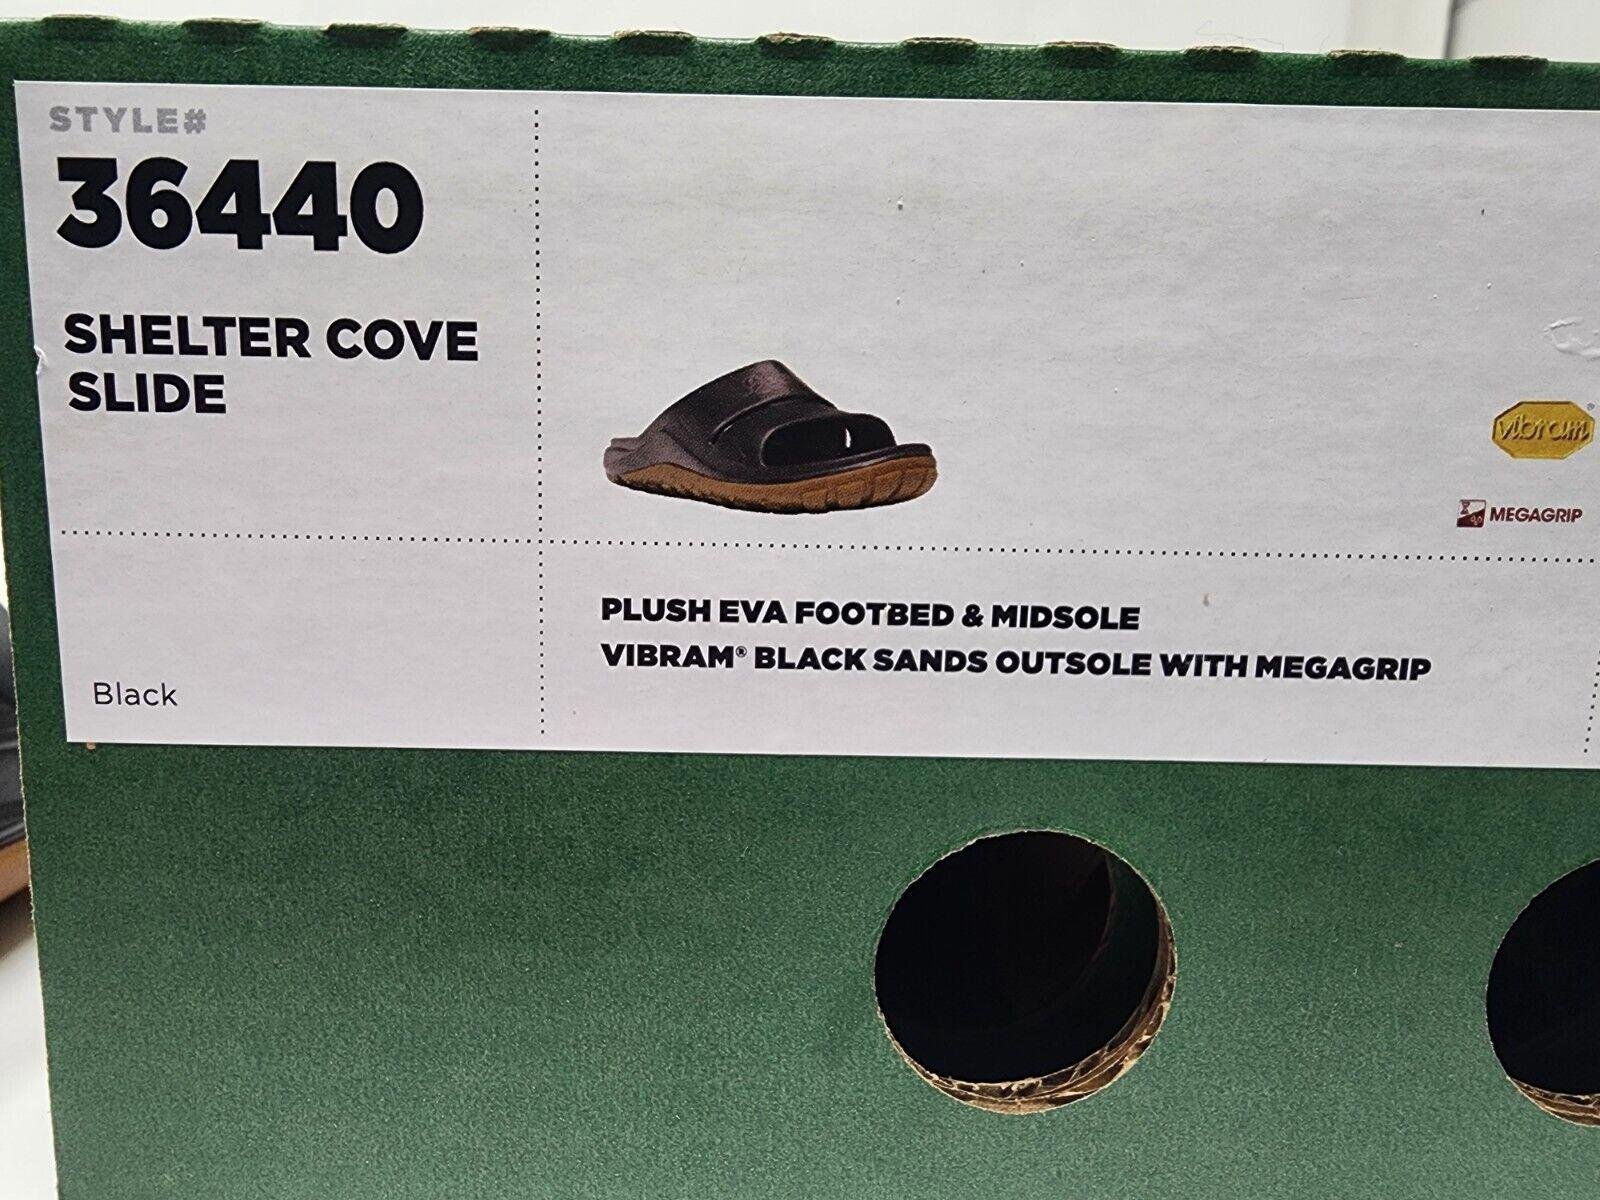 STYLE#
36440
SHELTER COVE
SLIDE
vibram®
MEGAGRIP
PLUSH EVA FOOTBED & MIDSOLE
VIBRAM® BLACK SANDS OUTSOLE WITH MEGAGRIP
Black